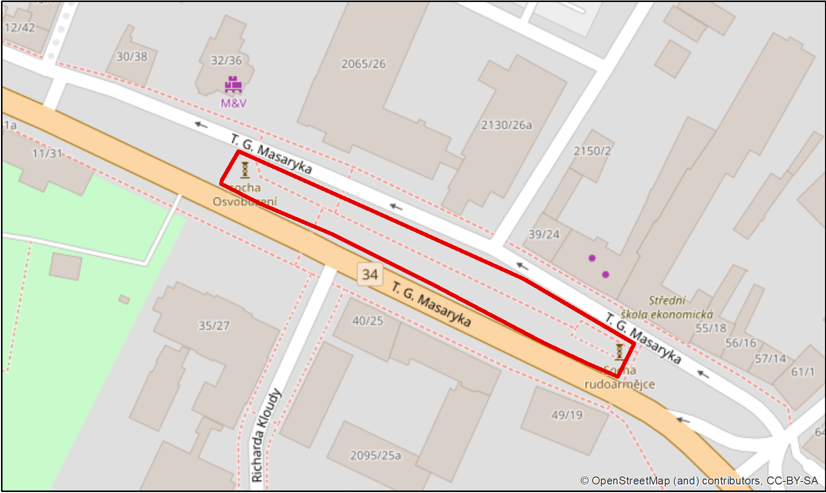 12/42
30/38
32/36
M&V
2065/26
2130/26a
2150/2
1a
11/31
T. G. Masaryka
socha
Osvobození
39/24
34
T. G. Masaryka
Střední
škola ekonomická
T. G. Masaryka
55/18
56/16
57/14
61/1
35/27
40/25
Socha
rudoarmějce
49/19
Richarda Kloudy
2095/25a
© OpenStreetMap (and) contributors, CC-BY-SA